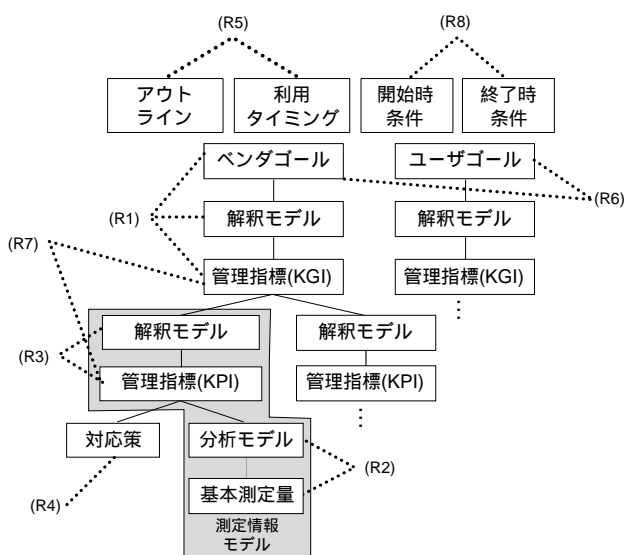 (R5)
(R8)
アウト
ライン
利用
タイミング
開始時
条件
終了時
条件
ベンダゴール
ユーザゴール
(R6)
(R1)
解釈モデル
解釈モデル
(R7)
管理指標(KGI)
管理指標(KGI)
⋮
(R3)
解釈モデル
解釈モデル
管理指標(KPI)
管理指標(KPI)
⋮
対応策
分析モデル
(R2)
(R4)
基本測定量
測定情報
モデル